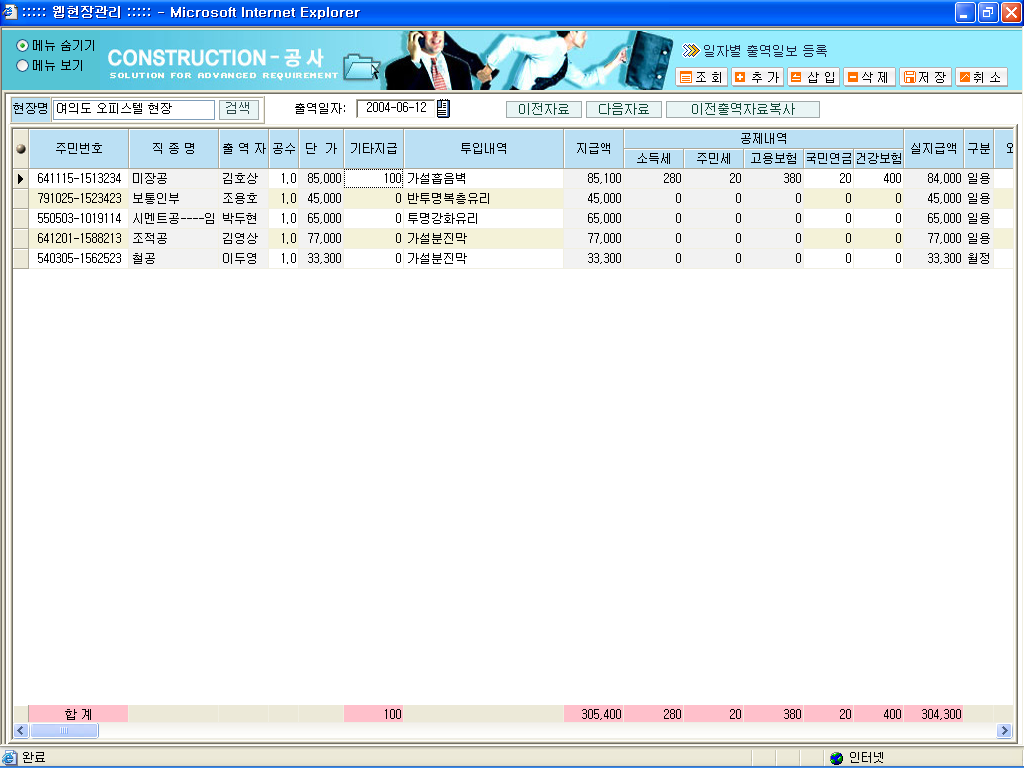 ::::: 웹현장관리 ::::: - Microsoft Internet Explorer
메뉴 숨기기
메뉴 보기
CONSTRUCTION - 공사
SOLUTION FOR ADVANCED REQUIREMENT
일자별 출역일보 등록
조 회 추 가 삽 입 삭 제 저 장 취 소
현장명 여의도 오피스텔 현장 검색 출역일자: 2004-06-12 이전자료 다음자료 이전출역자료복사
주민번호 직 종 명 출 역 자 공수 단 가 기타지급 투입내역 지급액 공제내역 실지급액 구분
소득세 주민세 고용보험 국민연금 건강보험
641115-1513234 미장공 김호상 1,0 85,000 100 가설흡음벽 85,100 280 20 380 20 400 84,000 일용
791025-1523423 보통인부 조용호 1,0 45,000 0 반투명복층유리 45,000 0 0 0 0 0 45,000 일용
550503-1019114 시멘트공----임 박두현 1,0 65,000 0 투명강화유리 65,000 0 0 0 0 0 65,000 일용
641201-1588213 조적공 김영상 1,0 77,000 0 가설분진막 77,000 0 0 0 0 0 77,000 일용
540305-1562523 철공 이두영 1,0 33,300 0 가설분진막 33,300 0 0 0 0 0 33,300 월정
합 계 100 305,400 280 20 380 20 400 304,300
완료 인터넷